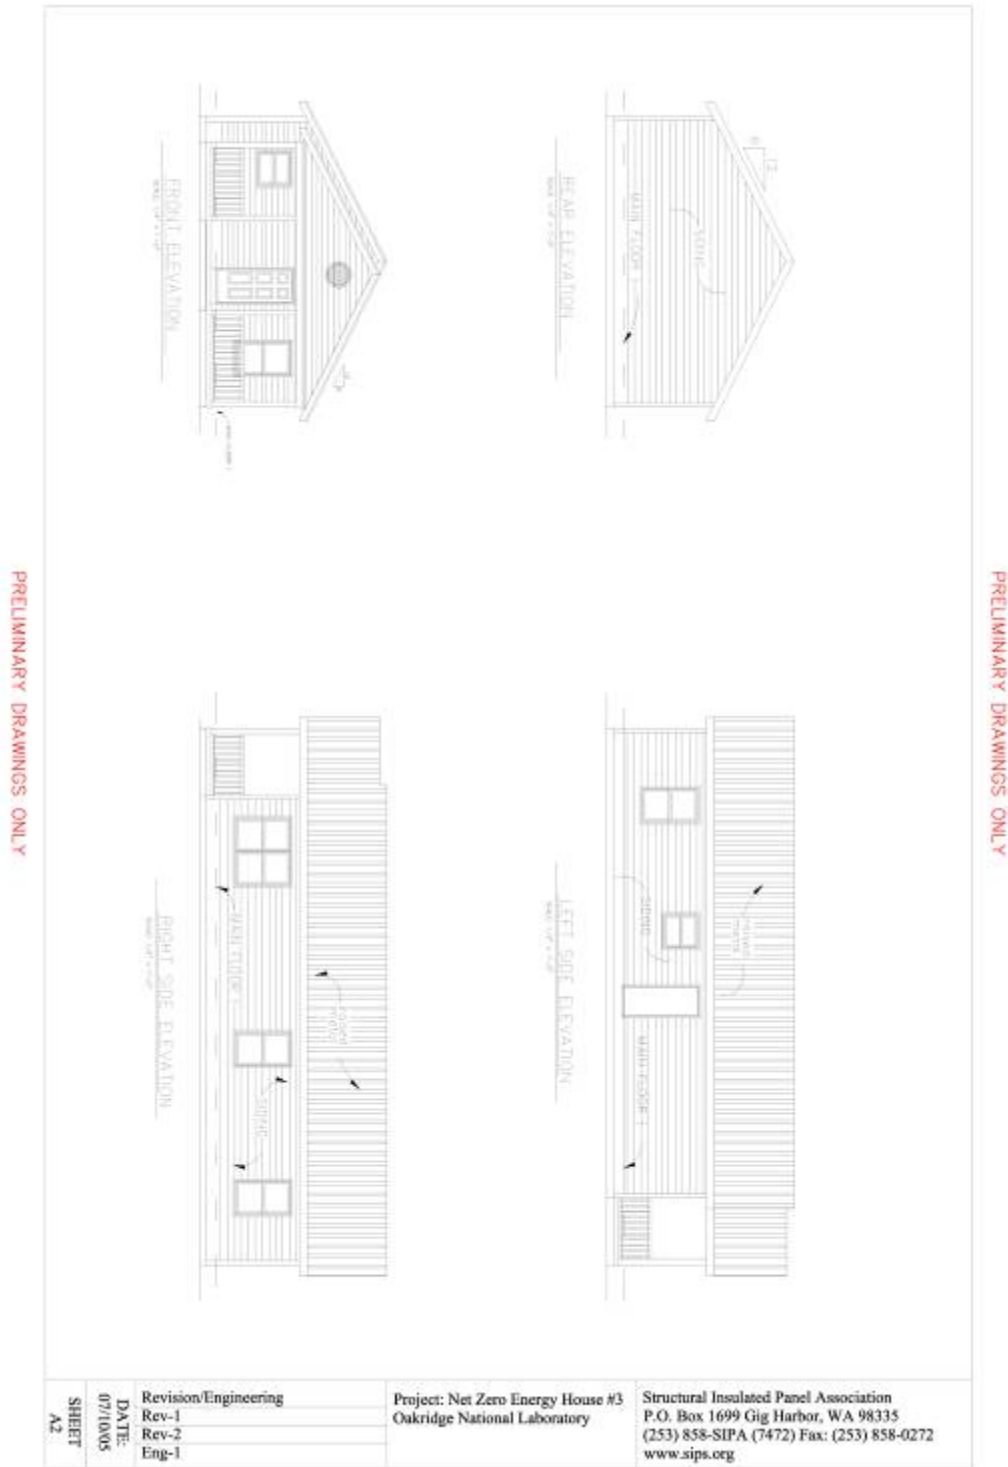 PRELIMINARY DRAWINGS ONLY
FRONT ELEVATION
REAR ELEVATION
12
MAIN FLOOR
SIDING
RIGHT SIDE ELEVATION
MAIN FLOOR
raised
metal
SIDING
LEFT SIDE ELEVATION
SIDING
MAIN FLOOR
PRELIMINARY DRAWINGS ONLY
SHEET
A2
DATE:
07/10/05
Revision/Engineering
Rev-1
Rev-2
Eng-1
Project: Net Zero Energy House #3
Oakridge National Laboratory
Structural Insulated Panel Association
P.O. Box 1699 Gig Harbor, WA 98335
(253) 858-SIPA (7472) Fax: (253) 858-0272
www.sips.org